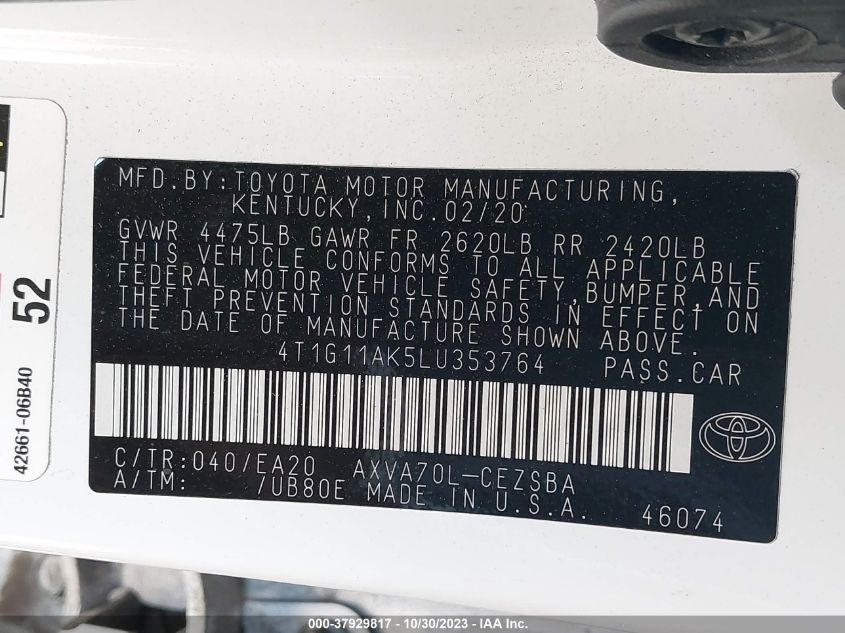 MFD.BY:TOYOTA MOTOR MANUFACTURING,
KENTUCKY,INC.02/20
GVWR 4475LB GAWR FR 2620LB RR 2420LB
THIS VEHICLE CONFORMS TO ALL APPLICABLE
FEDERAL MOTOR VEHICLE SAFETY,BUMPER,AND
THEFT PREVENTION STANDARDS IN EFFECT ON
THE DATE OF MANUFACTURE SHOWN ABOVE.
4T1G11AK5LU353764 PASS.CAR
C/TR:040/EA20 AXVA70L-CEZSBA
A/TM: /UB80E MADE IN U.S.A.
46074
52
42661-06B40
000-37929817 - 10/30/2023 - IAA Inc.